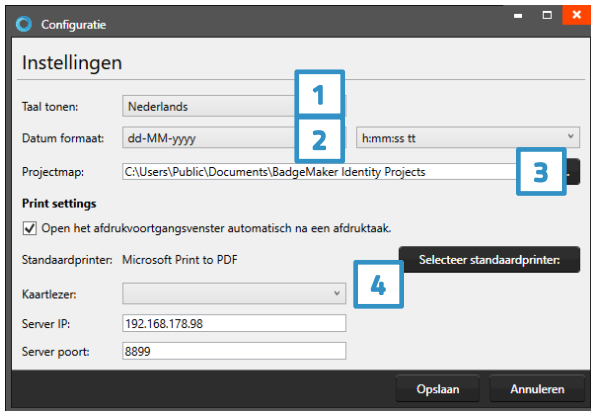 Configuratie
Instellingen
Taal tonen: Nederlands 1
Datum formaat: dd-MM-yyyy 2 h:mm:ss tt
Projectmap: C:\Users\Public\Documents\BadgeMaker Identity Projects 3
Print settings
Open het afdrukvoortgangsvenster automatisch na een afdruktaak.
Standaardprinter: Microsoft Print to PDF Selecteer standaardprinter:
Kaartlezer: 4
Server IP: 192.168.178.98
Server poort: 8899
Opslaan Annuleren